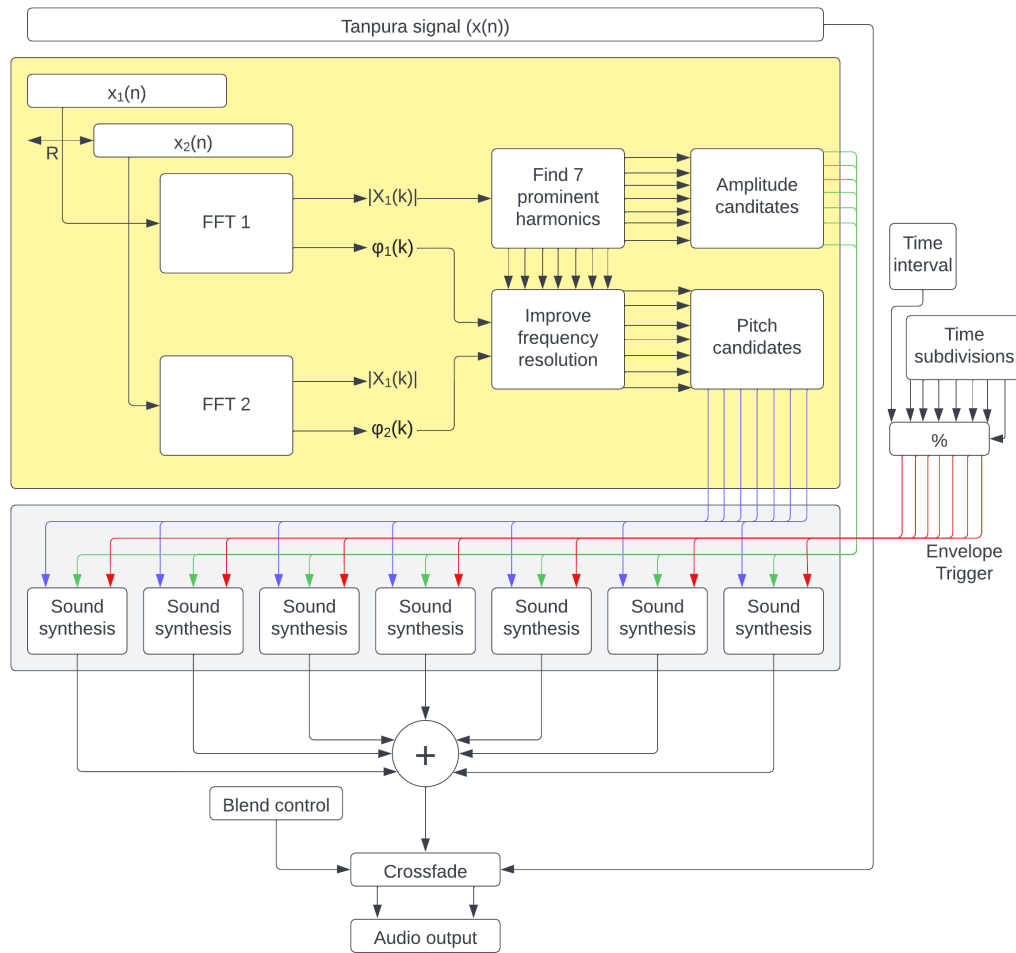 Tanpura signal (x(n))
x₁(n)
x₂(n)
R
FFT 1
|X₁(k)|
φ₁(k)
Find 7
prominent
harmonics
Amplitude
canditates
Improve
frequency
resolution
Pitch
candidates
FFT 2
|X₁(k)|
φ₂(k)
Time
interval
Time
subdivisions
%
Envelope
Trigger
Sound
synthesis
Sound
synthesis
Sound
synthesis
Sound
synthesis
Sound
synthesis
Sound
synthesis
Sound
synthesis
+
Blend control
Crossfade
Audio output